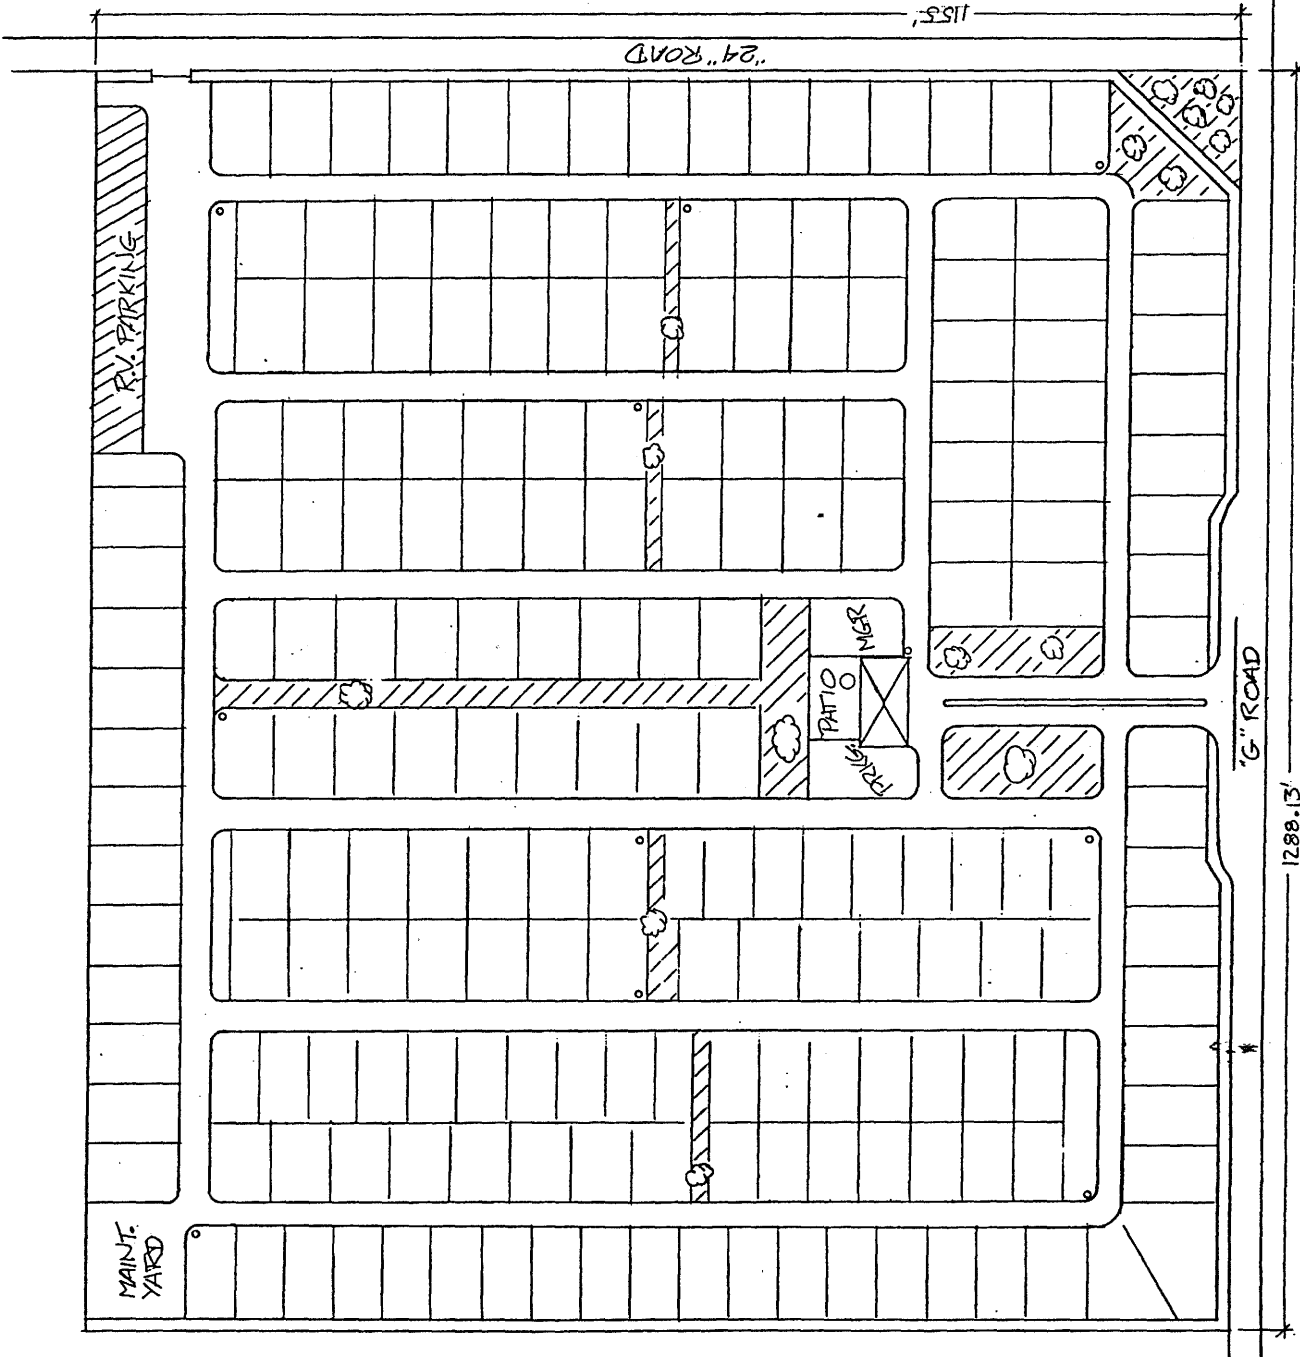 1155'
"24" ROAD
R.V. PARKING
MGR
PATIO
PRKG.
"G" ROAD
1288.13'
MAINT.
YARD